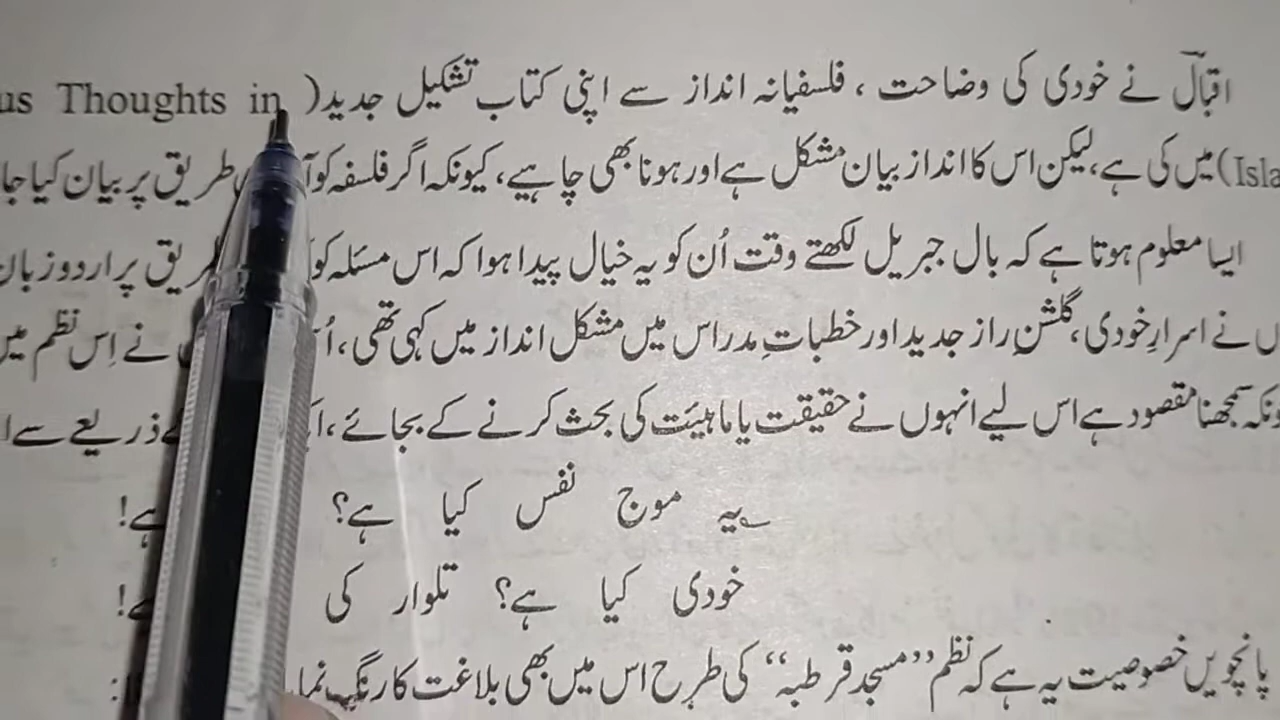 اقبالؔ نے خودی کی وضاحت ، فلسفیانہ انداز سے اپنی کتاب تشکیل جدید( Thoughts in
میں کی ہے، لیکن اس کا انداز بیان مشکل ہے اور ہونا بھی چاہیے، کیونکہ اگر فلسفہ کو طریق پر بیان کیا جا
ایسا معلوم ہوتا ہے کہ بال جبریل لکھتے وقت اُن کو یہ خیال پیدا ہوا کہ اس مسئلہ کو پر اردو زبان
نے اسرارِ خودی، گلشنِ راز جدید اور خطباتِ مدراس میں مشکل انداز میں کہی تھی، نے اِس نظم میں
سمجھنا مقصود ہے اس لیے انہوں نے حقیقت یا ماہیئت کی بحث کرنے کے بجائے، ذریعے سے
یہ موج نفس کیا ہے؟ ہے!
خودی کیا ہے؟ تلوار کی ہے!
پانچویں خصوصیت یہ ہے کہ نظم ”مسجد قرطبہ“ کی طرح اس میں بھی بلاغت کا رنگ